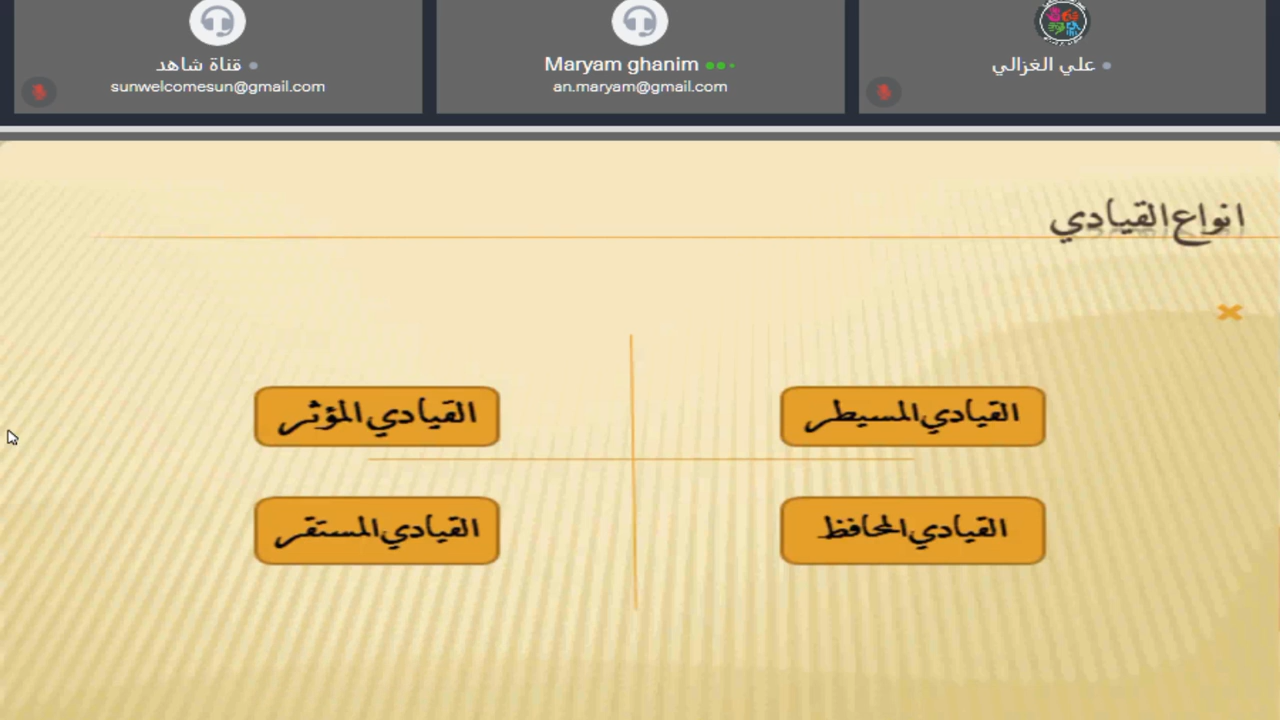 قناة شاهد
sunwelcomesun@gmail.com
Maryam ghanim
an.maryam@gmail.com
علي الغزالي
انواع القيادي
القيادي المسيطر
القيادي المؤثر
القيادي المحافظ
القيادي المستقر